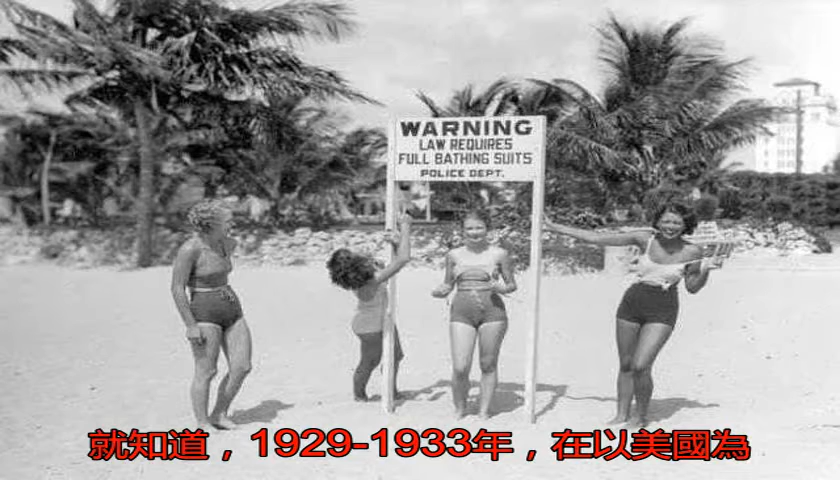 WARNING
LAW REQUIRES
FULL BATHING SUITS
POLICE DEPT.
就知道，1929-1933年，在以美國為